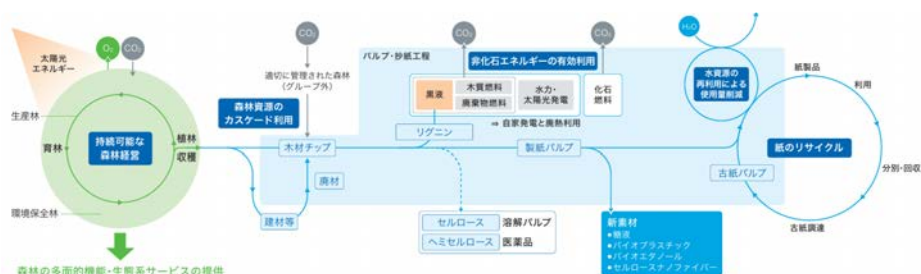 太陽光
エネルギー
O₂
CO₂
生産林
育林
持続可能な
森林経営
植林
収穫
環境保全林
森林の多面的機能・生態系サービスの提供
森林資源の
カスケード利用
CO₂
適切に管理された森林
(グループ外)
木材チップ
廃材
建材等
パルプ・抄紙工程
CO₂
非化石エネルギーの有効利用
CO₂
黒液
木質燃料
廃棄物燃料
水力・
太陽光発電
化石
燃料
⇒ 自家発電と廃熱利用
リグニン
製紙パルプ
セルロース
溶解パルプ
ヘミセルロース
医薬品
新素材
●糖液
●バイオプラスチック
●バイオエタノール
●セルロースナノファイバー
H₂O
水資源の
再利用による
使用量削減
紙製品
利用
紙のリサイクル
分別・回収
古紙パルプ
古紙調達